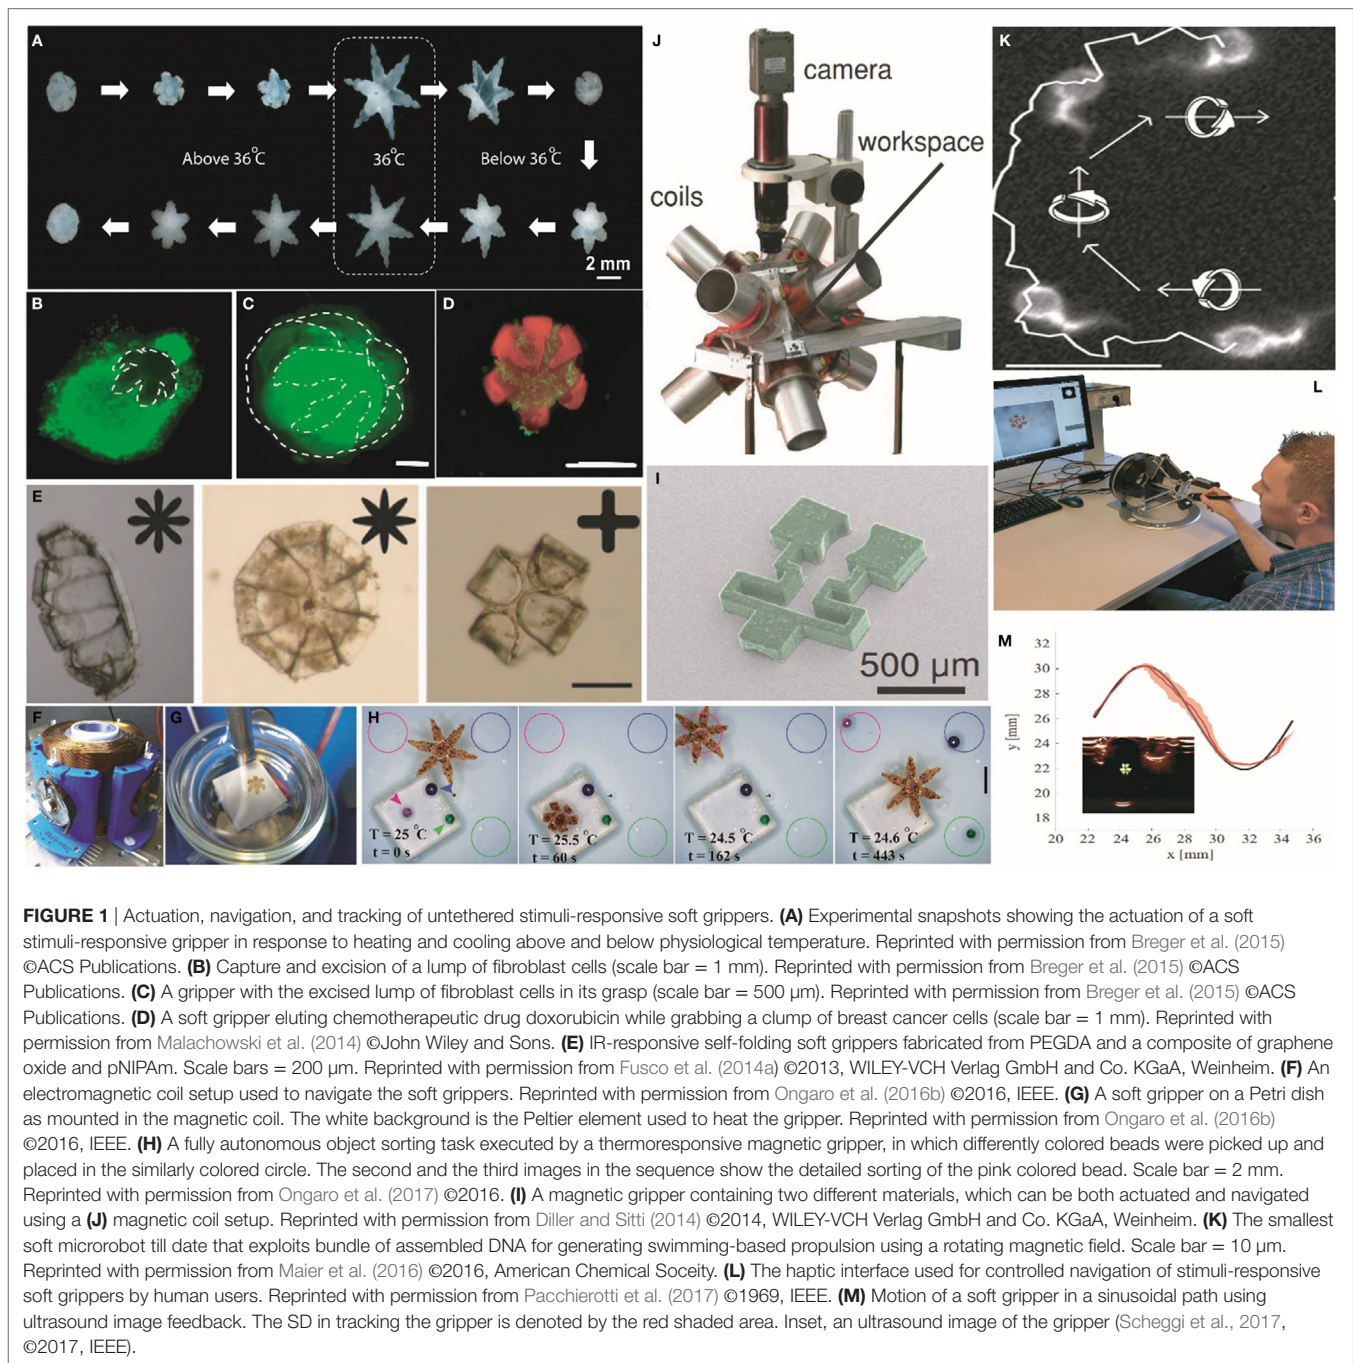 A
Above 36°C
36°C
Below 36°C
2 mm
B
C
D
E
F
G
H
T = 25 °C
t = 0 s
T = 25.5 °C
t = 60 s
T = 24.5 °C
t = 162 s
T = 24.6 °C
t = 443 s
I
500 µm
J
camera
workspace
coils
K
L
M
y [mm]
32
30
28
26
24
22
20
18
20 22 24 26 28 30 32 34 36
x [mm]
FIGURE 1 | Actuation, navigation, and tracking of untethered stimuli-responsive soft grippers. (A) Experimental snapshots showing the actuation of a soft
stimuli-responsive gripper in response to heating and cooling above and below physiological temperature. Reprinted with permission from Breger et al. (2015)
©ACS Publications. (B) Capture and excision of a lump of fibroblast cells (scale bar = 1 mm). Reprinted with permission from Breger et al. (2015) ©ACS
Publications. (C) A gripper with the excised lump of fibroblast cells in its grasp (scale bar = 500 µm). Reprinted with permission from Breger et al. (2015) ©ACS
Publications. (D) A soft gripper eluting chemotherapeutic drug doxorubicin while grabbing a clump of breast cancer cells (scale bar = 1 mm). Reprinted with
permission from Malachowski et al. (2014) ©John Wiley and Sons. (E) IR-responsive self-folding soft grippers fabricated from PEGDA and a composite of graphene
oxide and pNIPAm. Scale bars = 200 µm. Reprinted with permission from Fusco et al. (2014a) ©2013, WILEY-VCH Verlag GmbH and Co. KGaA, Weinheim. (F) An
electromagnetic coil setup used to navigate the soft grippers. Reprinted with permission from Ongaro et al. (2016b) ©2016, IEEE. (G) A soft gripper on a Petri dish
as mounted in the magnetic coil. The white background is the Peltier element used to heat the gripper. Reprinted with permission from Ongaro et al. (2016b)
©2016, IEEE. (H) A fully autonomous object sorting task executed by a thermoresponsive magnetic gripper, in which differently colored beads were picked up and
placed in the similarly colored circle. The second and the third images in the sequence show the detailed sorting of the pink colored bead. Scale bar = 2 mm.
Reprinted with permission from Ongaro et al. (2017) ©2016. (I) A magnetic gripper containing two different materials, which can be both actuated and navigated
using a (J) magnetic coil setup. Reprinted with permission from Diller and Sitti (2014) ©2014, WILEY-VCH Verlag GmbH and Co. KGaA, Weinheim. (K) The smallest
soft microrobot till date that exploits bundle of assembled DNA for generating swimming-based propulsion using a rotating magnetic field. Scale bar = 10 µm.
Reprinted with permission from Maier et al. (2016) ©2016, American Chemical Soceity. (L) The haptic interface used for controlled navigation of stimuli-responsive
soft grippers by human users. Reprinted with permission from Pacchierotti et al. (2017) ©1969, IEEE. (M) Motion of a soft gripper in a sinusoidal path using
ultrasound image feedback. The SD in tracking the gripper is denoted by the red shaded area. Inset, an ultrasound image of the gripper (Scheggi et al., 2017,
©2017, IEEE).